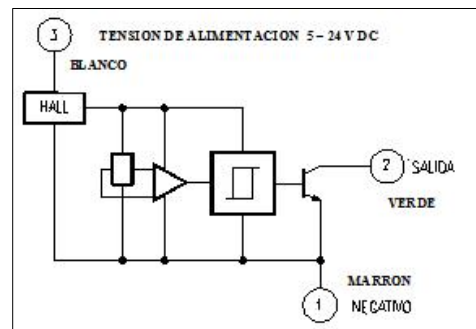 3 TENSION DE ALIMENTACION 5 – 24 V DC
BLANCO
HALL
2 SALIDA
VERDE
MARRON
1 NEGATIVO